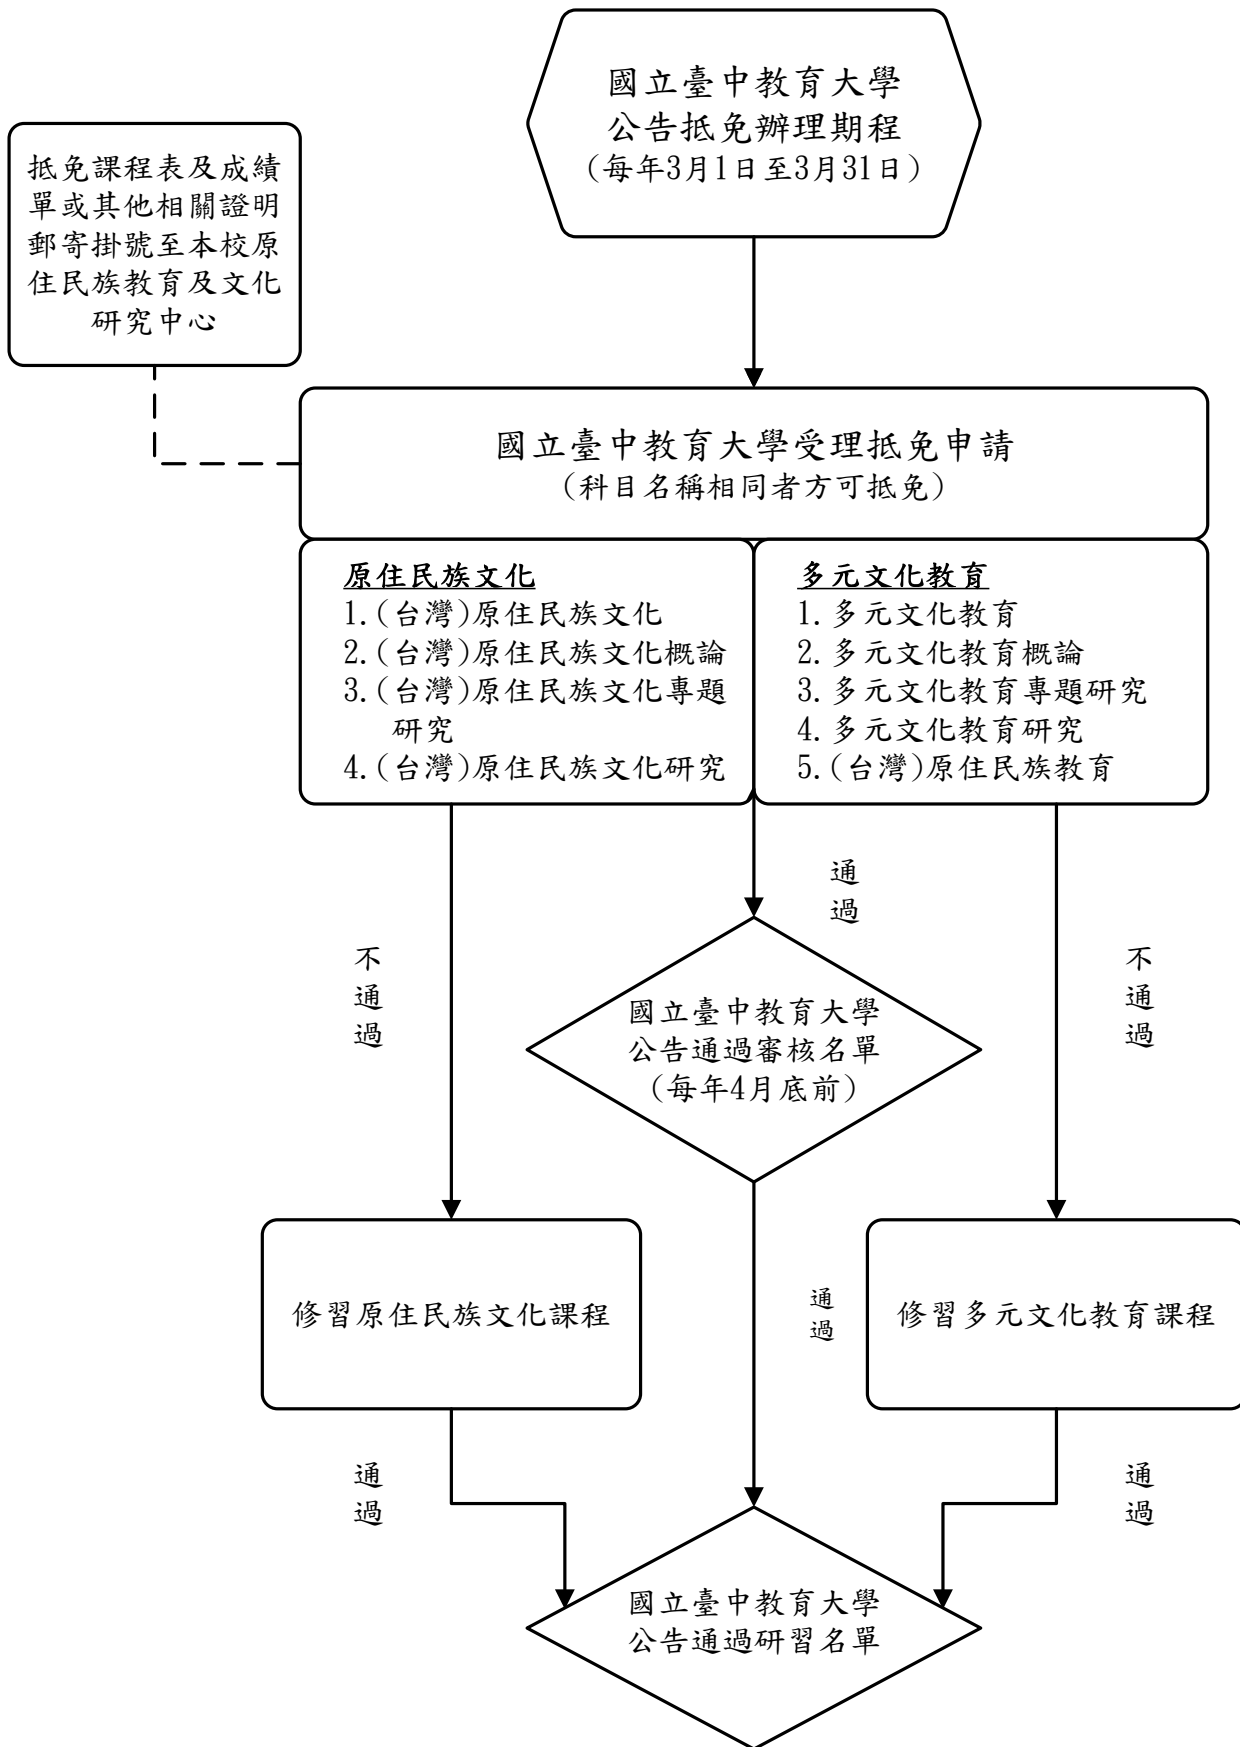 國立臺中教育大學
公告抵免辦理期程
(每年3月1日至3月31日)
抵免課程表及成績
單或其他相關證明
郵寄掛號至本校原
住民族教育及文化
研究中心
國立臺中教育大學受理抵免申請
(科目名稱相同者方可抵免)
原住民族文化
1.(台灣)原住民族文化
2.(台灣)原住民族文化概論
3.(台灣)原住民族文化專題
研究
4.(台灣)原住民族文化研究
多元文化教育
1.多元文化教育
2.多元文化教育概論
3.多元文化教育專題研究
4.多元文化教育研究
5.(台灣)原住民族教育
通
過
不
通
過
不
通
過
國立臺中教育大學
公告通過審核名單
(每年4月底前)
修習原住民族文化課程
通
過
修習多元文化教育課程
通
過
通
過
國立臺中教育大學
公告通過研習名單